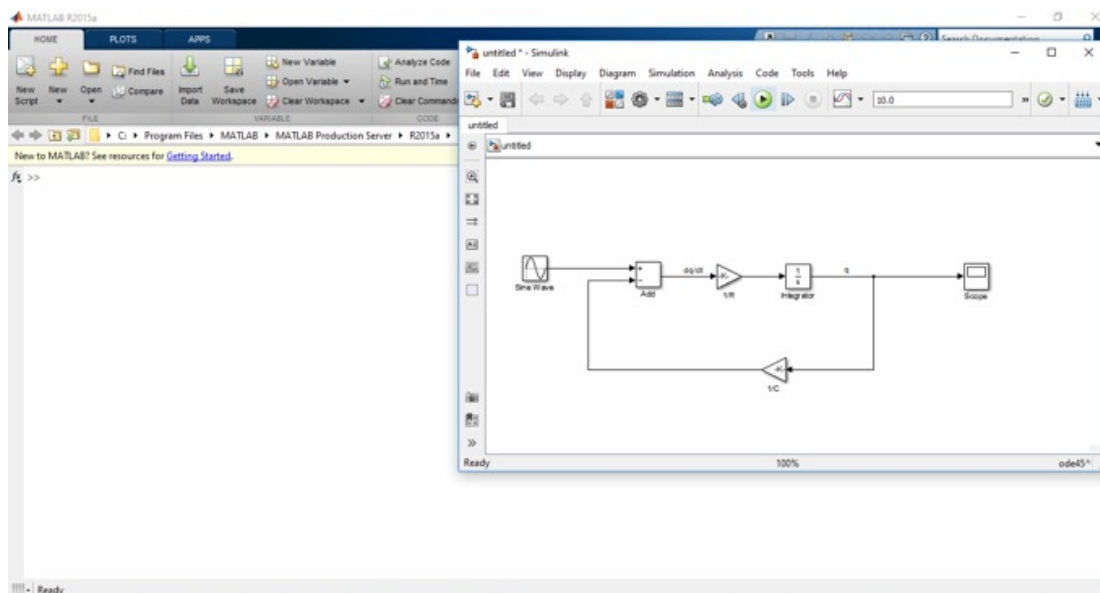 MATLAB R2015a
HOME PLOTS APPS
Search Documentation
New Script
New
Open
Find Files
Compare
Import Data
Save Workspace
New Variable
Open Variable
Clear Workspace
Analyze Code
Run and Time
Clear Commands
FILE VARIABLE CODE
C: Program Files MATLAB MATLAB Production Server R2015a
New to MATLAB? See resources for Getting Started.
fx >>
Ready
untitled * - Simulink
File Edit View Display Diagram Simulation Analysis Code Tools Help
10.0
untitled
untitled
Sine Wave
+
−
Add
dq/dt
-K-
1/R
1
s
Integrator
q
Scope
-K-
1/C
Ready 100% ode45